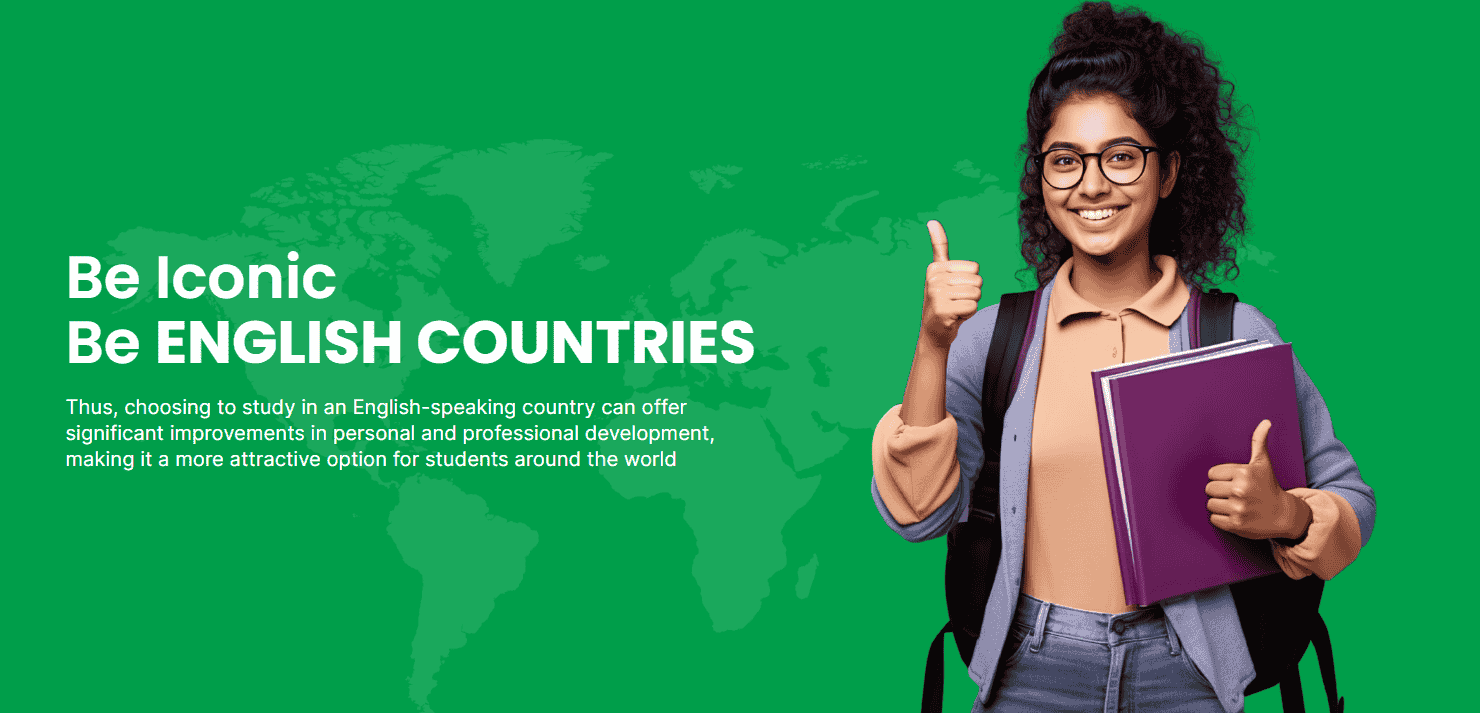 Be Iconic
Be ENGLISH COUNTRIES
Thus, choosing to study in an English-speaking country can offer
significant improvements in personal and professional development,
making it a more attractive option for students around the world